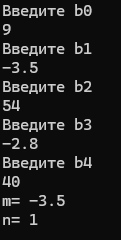 Введите b0
9
Введите b1
-3.5
Введите b2
54
Введите b3
-2.8
Введите b4
40
m= -3.5
n= 1